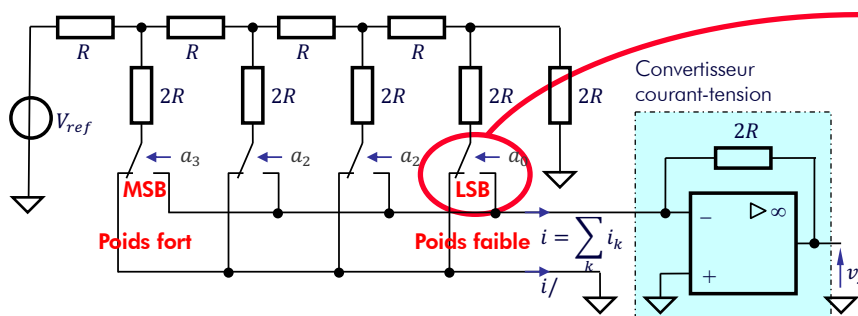 R R R R
Convertisseur
courant-tension
2R 2R 2R 2R 2R
V_ref
2R
a_3 a_2 a_2 a_0
MSB LSB
− ▷ ∞
Poids fort Poids faible
i = ∑_k i_k
+
i/